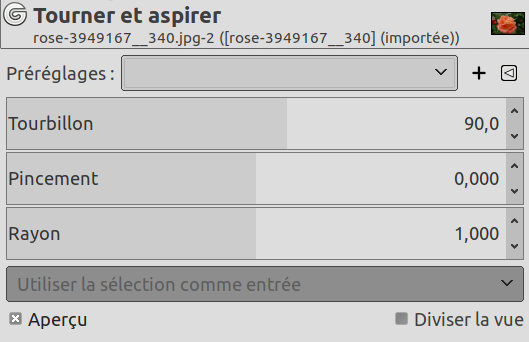 Tourner et aspirer
rose-3949167__340.jpg-2 ([rose-3949167__340] (importée))
Préréglages :
Tourbillon 90,0
Pincement 0,000
Rayon 1,000
Utiliser la sélection comme entrée
Aperçu Diviser la vue